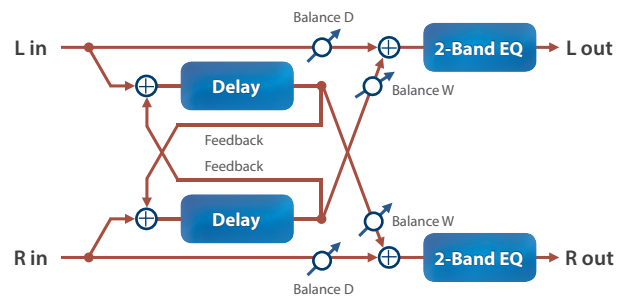 Balance D
L in
2-Band EQ
L out
Delay
Balance W
Feedback
Feedback
Delay
Balance W
R in
2-Band EQ
R out
Balance D